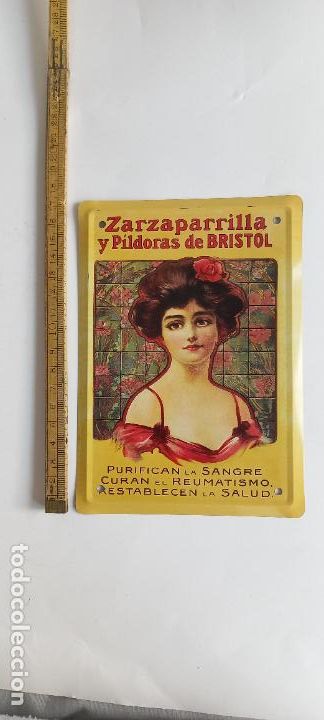 Zarzaparrilla
y Píldoras de BRISTOL
PURIFICAN LA SANGRE
CURAN EL REUMATISMO.
RESTABLECEN LA SALUD.
todocoleccion